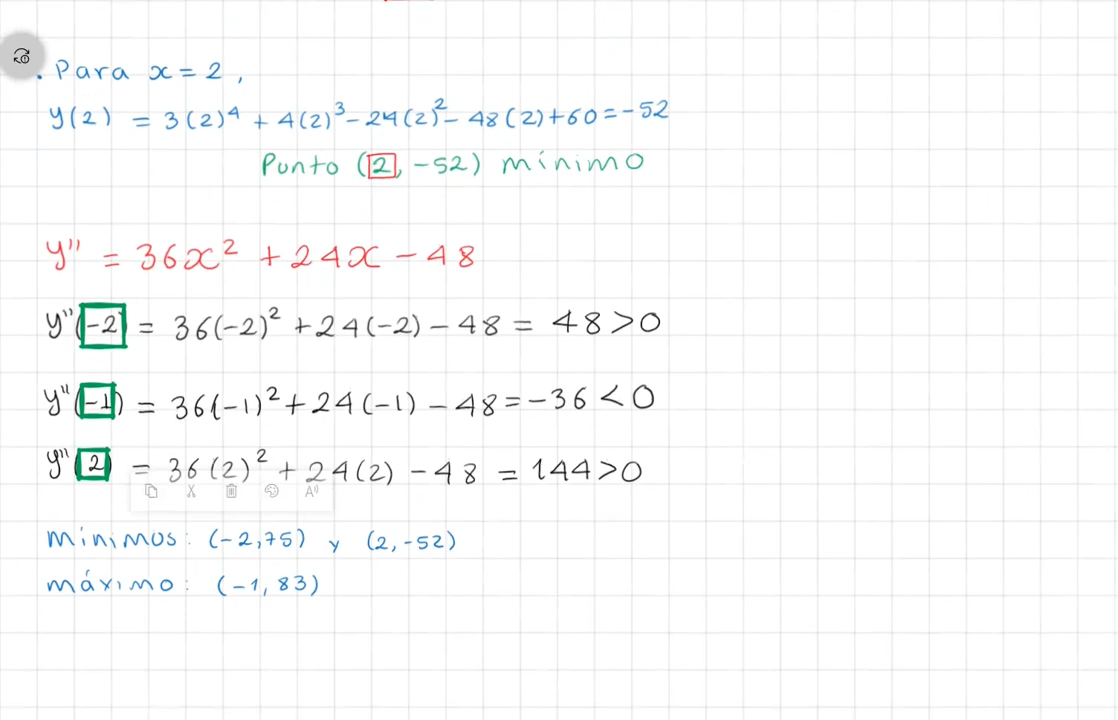 . Para x = 2 ,
y(2) = 3(2)⁴ + 4(2)³ - 24(2)² - 48(2) + 60 = -52
Punto (2, -52) mínimo
y'' = 36x² + 24x - 48
y''(-2) = 36(-2)² + 24(-2) - 48 = 48 > 0
y''(-1) = 36(-1)² + 24(-1) - 48 = -36 < 0
y''(2) = 36(2)² + 24(2) - 48 = 144 > 0
mínimos: (-2,75) y (2,-52)
máximo: (-1, 83)